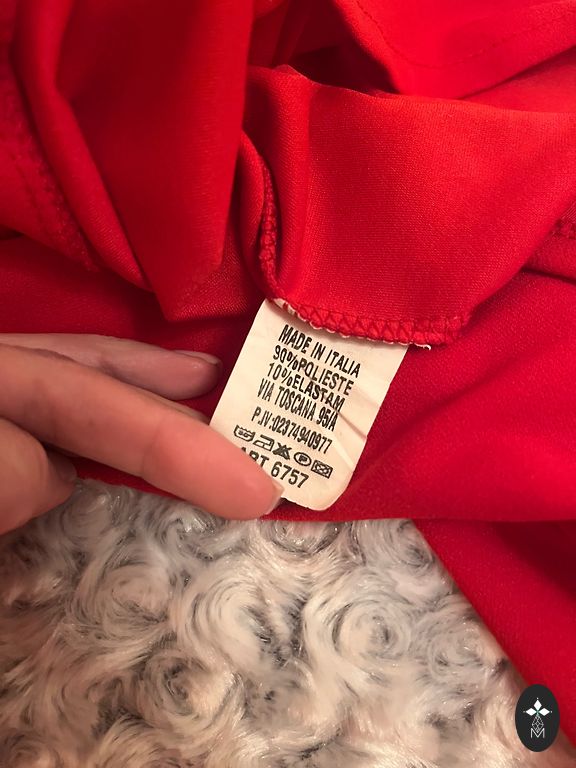 MADE IN ITALIA
90%POLIESTE
10%ELASTAM
VIA TOSCANA 95/A
P.IV:02374940977
ART 6757
M